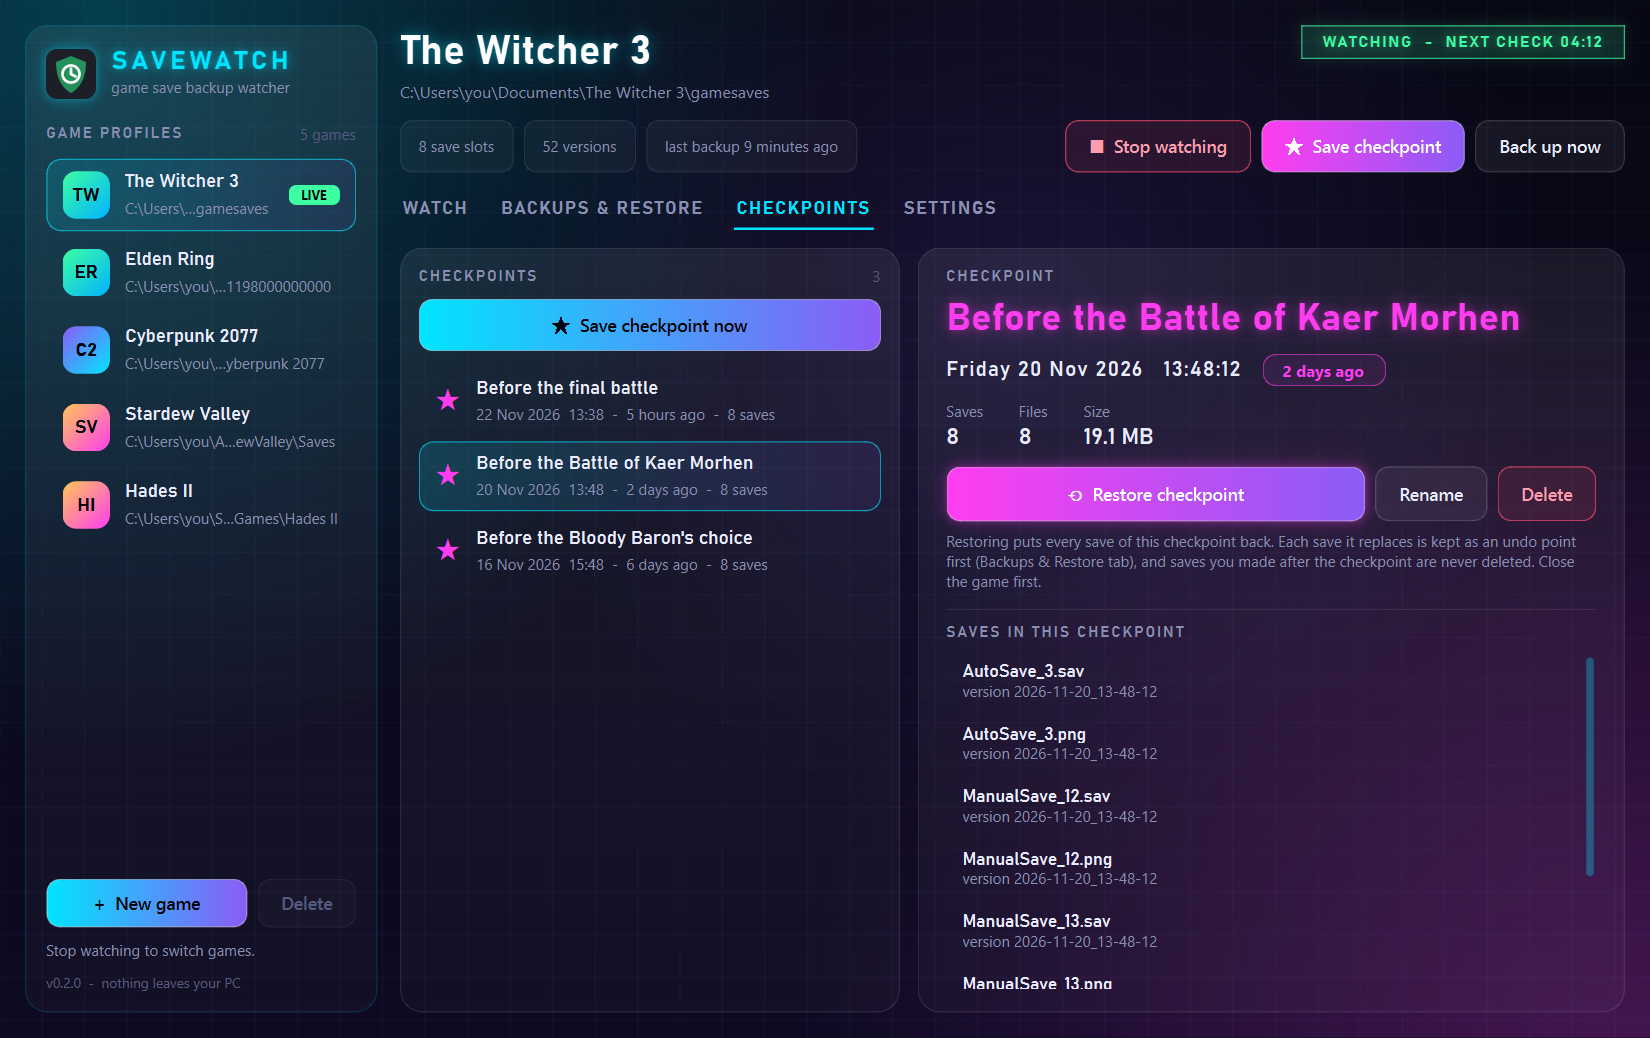 SAVEWATCH
game save backup watcher
GAME PROFILES
5 games
TW
The Witcher 3
C:\Users\...gamesaves
LIVE
ER
Elden Ring
C:\Users\you\...1198000000000
C2
Cyberpunk 2077
C:\Users\you\...yberpunk 2077
SV
Stardew Valley
C:\Users\you\A...ewValley\Saves
HI
Hades II
C:\Users\you\S...Games\Hades II
+ New game
Delete
Stop watching to switch games.
v0.2.0 - nothing leaves your PC
The Witcher 3
C:\Users\you\Documents\The Witcher 3\gamesaves
WATCHING - NEXT CHECK 04:12
8 save slots
52 versions
last backup 9 minutes ago
Stop watching
Save checkpoint
Back up now
WATCH
BACKUPS & RESTORE
CHECKPOINTS
SETTINGS
CHECKPOINTS
3
Save checkpoint now
Before the final battle
22 Nov 2026 13:38 - 5 hours ago - 8 saves
Before the Battle of Kaer Morhen
20 Nov 2026 13:48 - 2 days ago - 8 saves
Before the Bloody Baron's choice
16 Nov 2026 15:48 - 6 days ago - 8 saves
CHECKPOINT
Before the Battle of Kaer Morhen
Friday 20 Nov 2026 13:48:12
2 days ago
Saves
8
Files
8
Size
19.1 MB
Restore checkpoint
Rename
Delete
Restoring puts every save of this checkpoint back. Each save it replaces is kept as an undo point
first (Backups & Restore tab), and saves you made after the checkpoint are never deleted. Close
the game first.
SAVES IN THIS CHECKPOINT
AutoSave_3.sav
version 2026-11-20_13-48-12
AutoSave_3.png
version 2026-11-20_13-48-12
ManualSave_12.sav
version 2026-11-20_13-48-12
ManualSave_12.png
version 2026-11-20_13-48-12
ManualSave_13.sav
version 2026-11-20_13-48-12
ManualSave_13.png